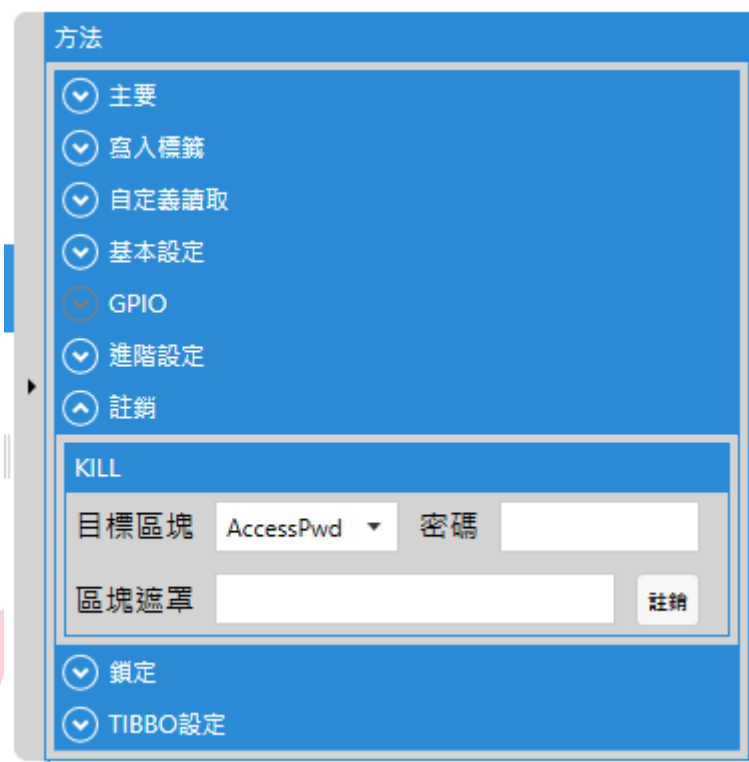 方法
主要
寫入標籤
自定義讀取
基本設定
GPIO
進階設定
註銷
KILL
目標區塊 AccessPwd 密碼
區塊遮罩 註銷
鎖定
TIBBO設定